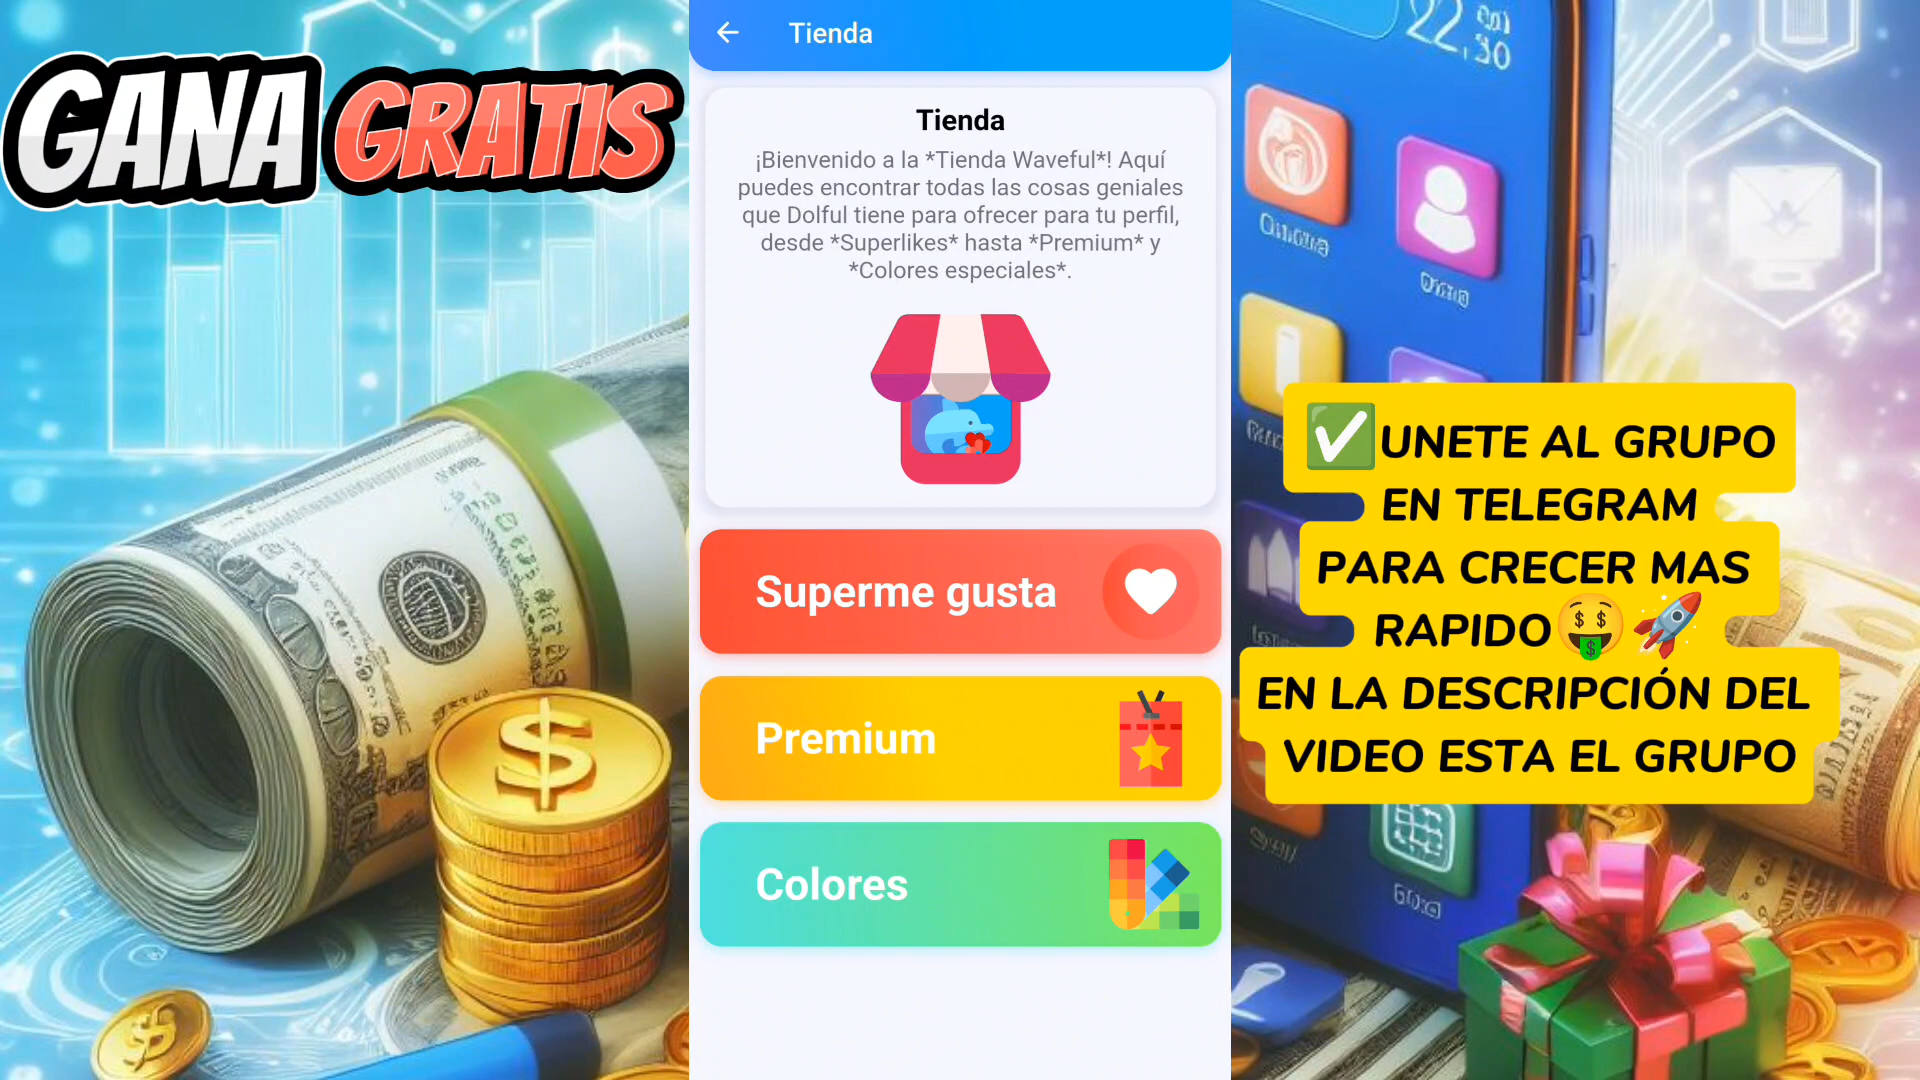 GANA GRATIS
Tienda
Tienda
¡Bienvenido a la *Tienda Waveful*! Aquí
puedes encontrar todas las cosas geniales
que Dolful tiene para ofrecer para tu perfil,
desde *Superlikes* hasta *Premium* y
*Colores especiales*.
Superme gusta
Premium
Colores
✅UNETE AL GRUPO
EN TELEGRAM
PARA CRECER MAS
RAPIDO🤑🚀
EN LA DESCRIPCIÓN DEL
VIDEO ESTA EL GRUPO